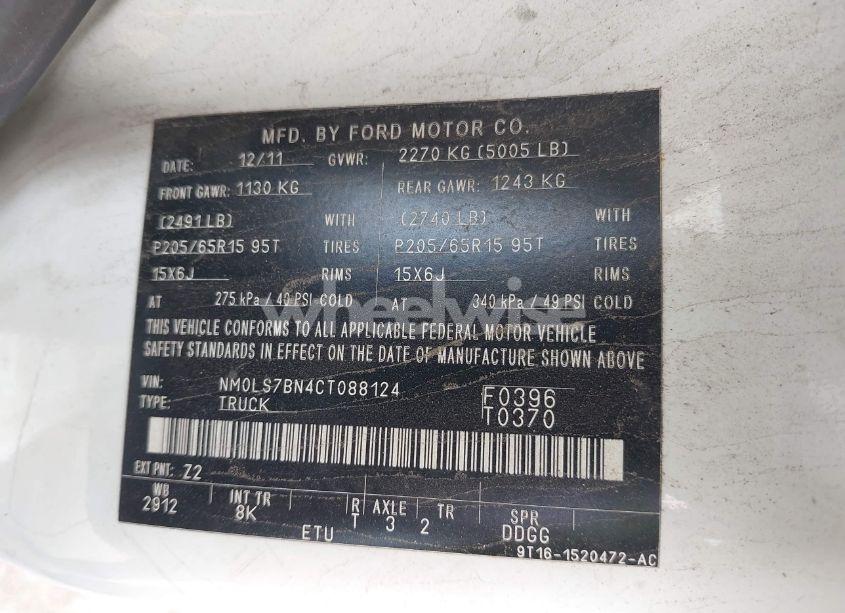 MFD. BY FORD MOTOR CO.
DATE: 12/11 GVWR: 2270 KG (5005 LB)
FRONT GAWR: 1130 KG REAR GAWR: 1243 KG
(2491 LB) WITH (2740 LB) WITH
P205/65R15 95T TIRES P205/65R15 95T TIRES
15X6J RIMS 15X6J RIMS
AT 275 kPa / 40 PSI COLD AT 340 kPa / 49 PSI COLD
wheelwise
THIS VEHICLE CONFORMS TO ALL APPLICABLE FEDERAL MOTOR VEHICLE
SAFETY STANDARDS IN EFFECT ON THE DATE OF MANUFACTURE SHOWN ABOVE
VIN: NM0LS7BN4CT088124 F0396
TYPE: TRUCK T0370
EXT PNT: Z2
WB INT TR R AXLE TR SPR
2912 8K T 3 2 DDGG
ETU
9T16-1520472-AC